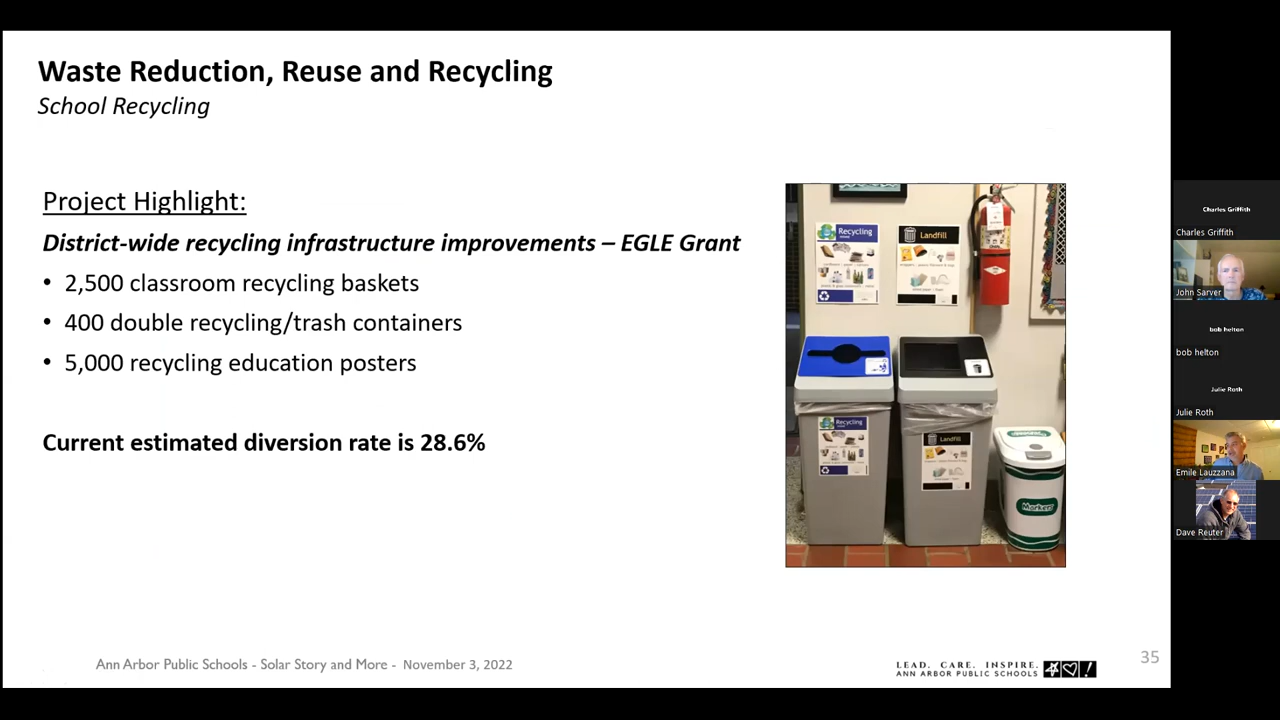 Waste Reduction, Reuse and Recycling
School Recycling
Project Highlight:
District-wide recycling infrastructure improvements – EGLE Grant
• 2,500 classroom recycling baskets
• 400 double recycling/trash containers
• 5,000 recycling education posters
Current estimated diversion rate is 28.6%
Recycling
Landfill
Recycling
Landfill
Markers
Ann Arbor Public Schools - Solar Story and More - November 3, 2022
LEAD. CARE. INSPIRE.
ANN ARBOR PUBLIC SCHOOLS
35
Charles Griffith
Charles Griffith
John Sarver
bob helton
bob helton
Julie Roth
Julie Roth
Emile Lauzzana
Dave Reuter